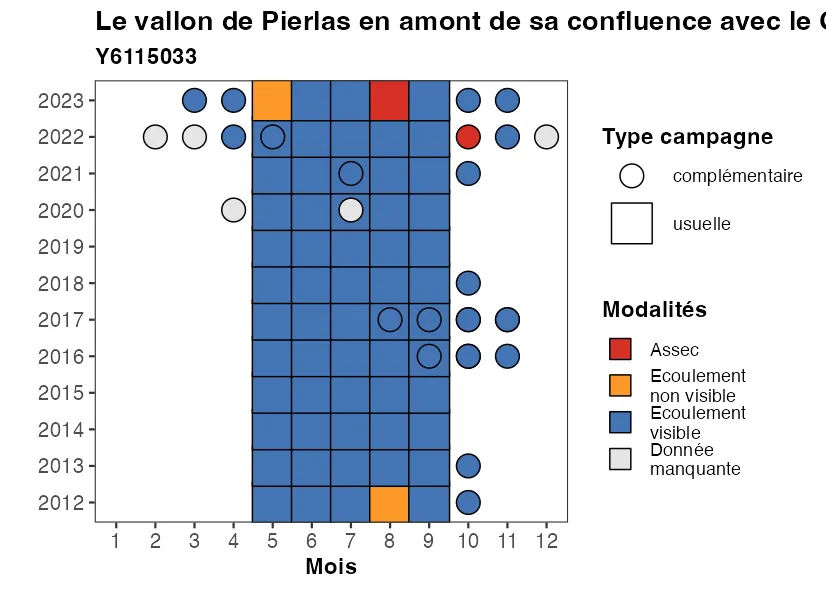 Le vallon de Pierlas en amont de sa confluence avec le
Y6115033
2023
2022
2021
2020
2019
2018
2017
2016
2015
2014
2013
2012
1 2 3 4 5 6 7 8 9 10 11 12
Mois
Type campagne
complémentaire
usuelle
Modalités
Assec
Ecoulement
non visible
Ecoulement
visible
Donnée
manquante